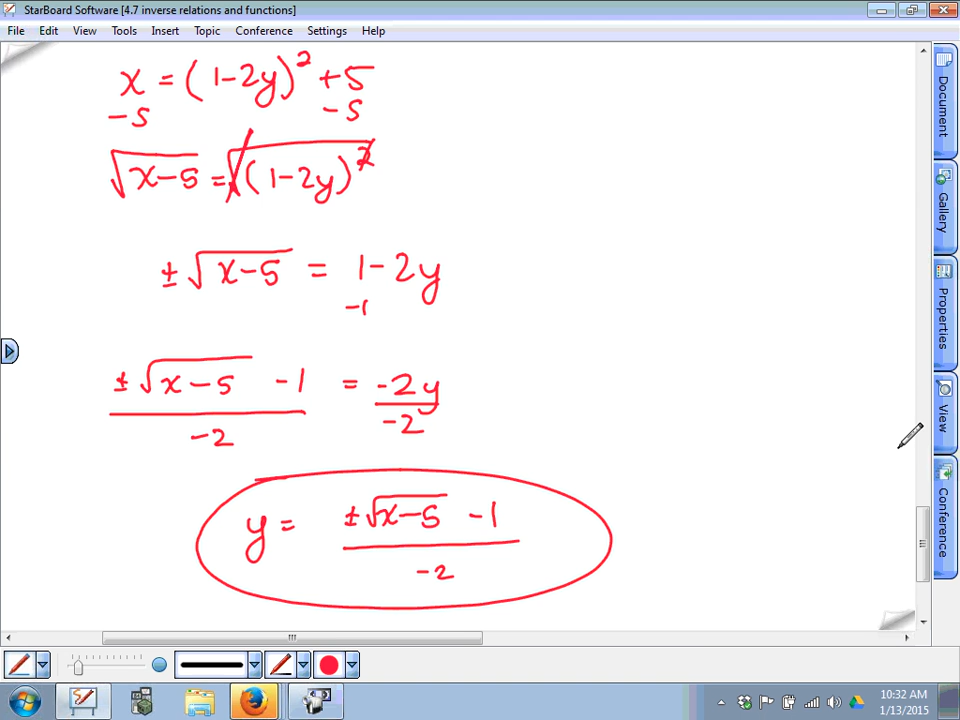 StarBoard Software [4.7 inverse relations and functions]
File Edit View Tools Insert Topic Conference Settings Help
x = (1-2y)² +5
-5 -5
√x-5 = √(1-2y)²
± √x-5 = 1-2y
-1
± √x-5 -1 = -2y
-2 -2
y = ± √x-5 -1
-2
Document
Gallery
Properties
View
Conference
10:32 AM
1/13/2015